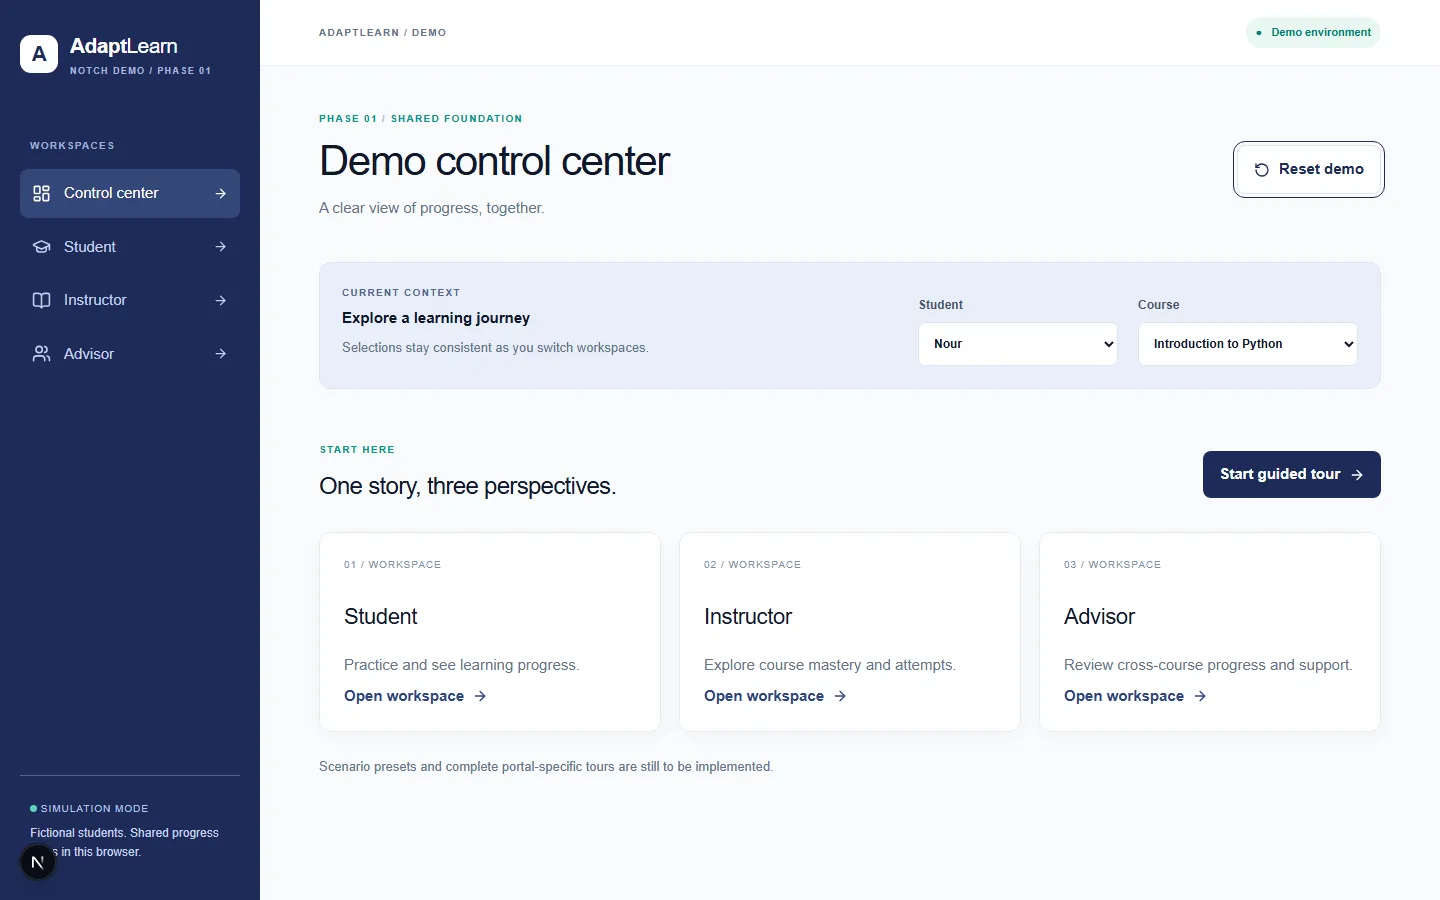 A
AdaptLearn
NOTCH DEMO / PHASE 01
WORKSPACES
Control center
Student
Instructor
Advisor
SIMULATION MODE
Fictional students. Shared progress
in this browser.
N
ADAPTLEARN / DEMO
Demo environment
PHASE 01 / SHARED FOUNDATION
Demo control center
A clear view of progress, together.
Reset demo
CURRENT CONTEXT
Explore a learning journey
Selections stay consistent as you switch workspaces.
Student
Nour
Course
Introduction to Python
START HERE
One story, three perspectives.
Start guided tour
01 / WORKSPACE
Student
Practice and see learning progress.
Open workspace
02 / WORKSPACE
Instructor
Explore course mastery and attempts.
Open workspace
03 / WORKSPACE
Advisor
Review cross-course progress and support.
Open workspace
Scenario presets and complete portal-specific tours are still to be implemented.